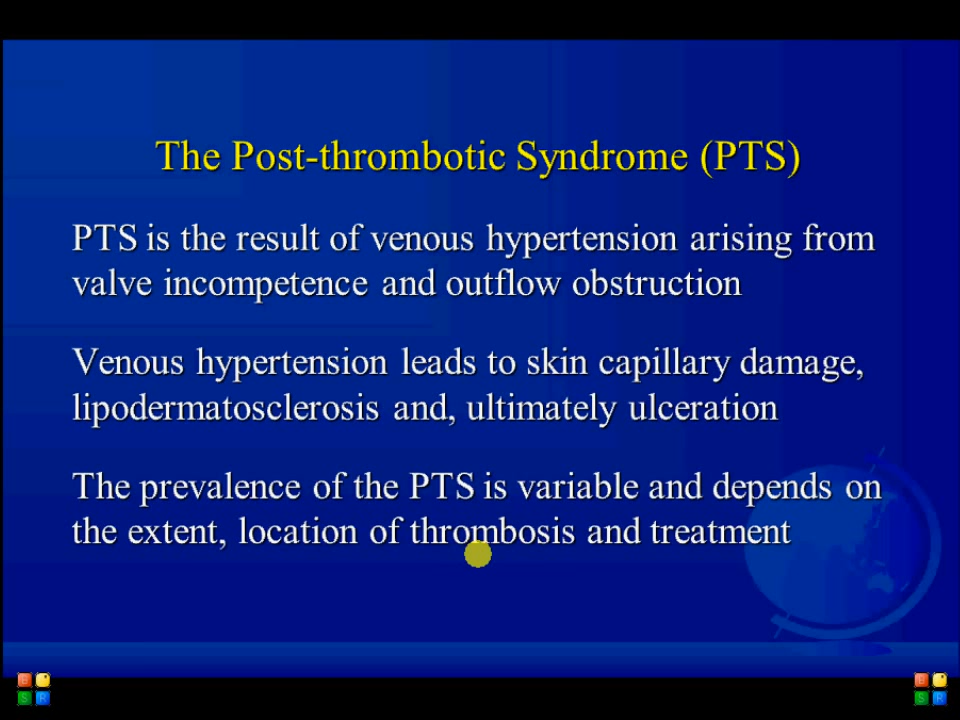 The Post-thrombotic Syndrome (PTS)
PTS is the result of venous hypertension arising from
valve incompetence and outflow obstruction
Venous hypertension leads to skin capillary damage,
lipodermatosclerosis and, ultimately ulceration
The prevalence of the PTS is variable and depends on
the extent, location of thrombosis and treatment
B
S R
B
S R